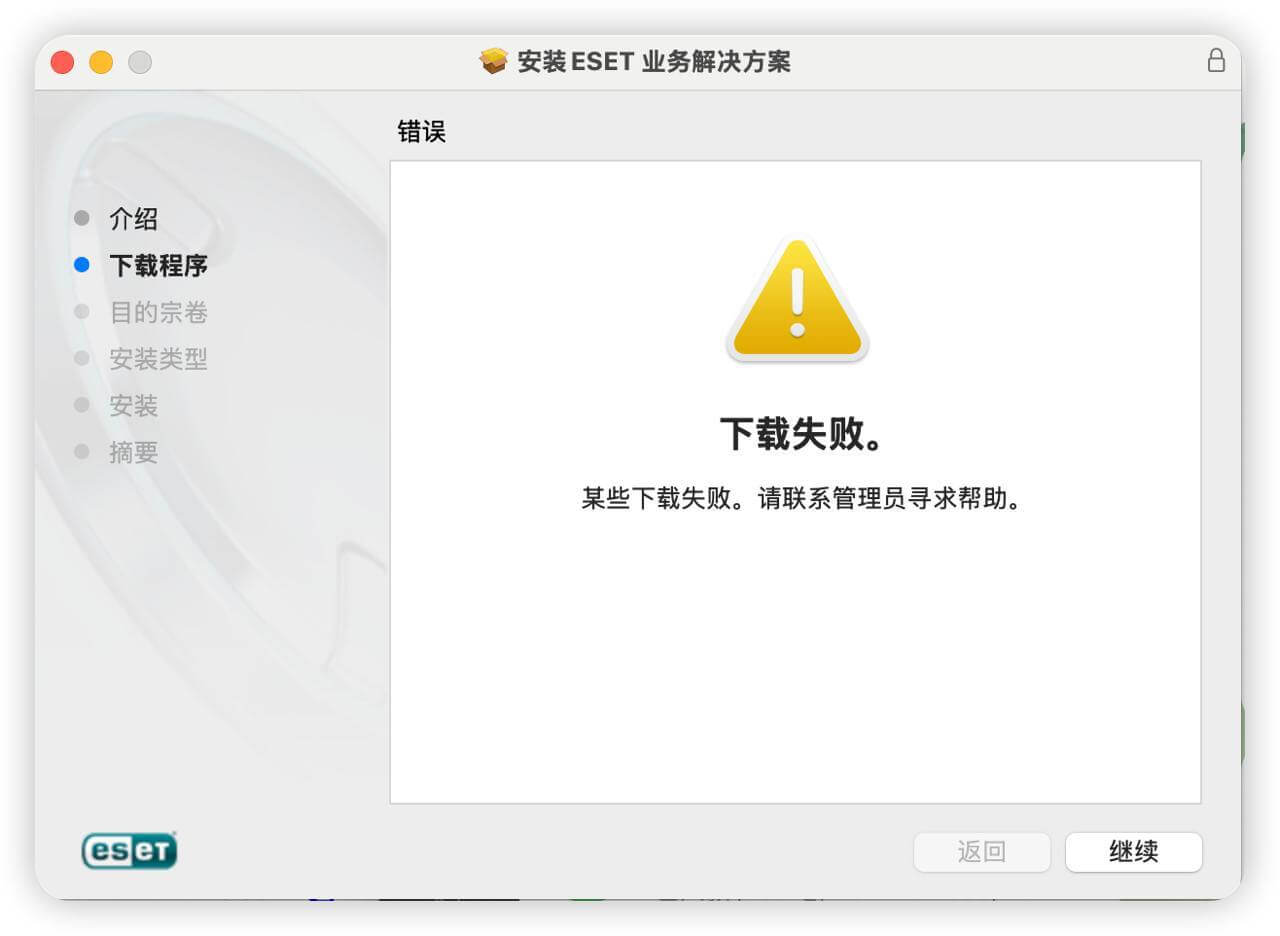 安装 ESET 业务解决方案
错误
介绍
下载程序
目的宗卷
安装类型
安装
摘要
下载失败。
某些下载失败。请联系管理员寻求帮助。
eset
返回
继续